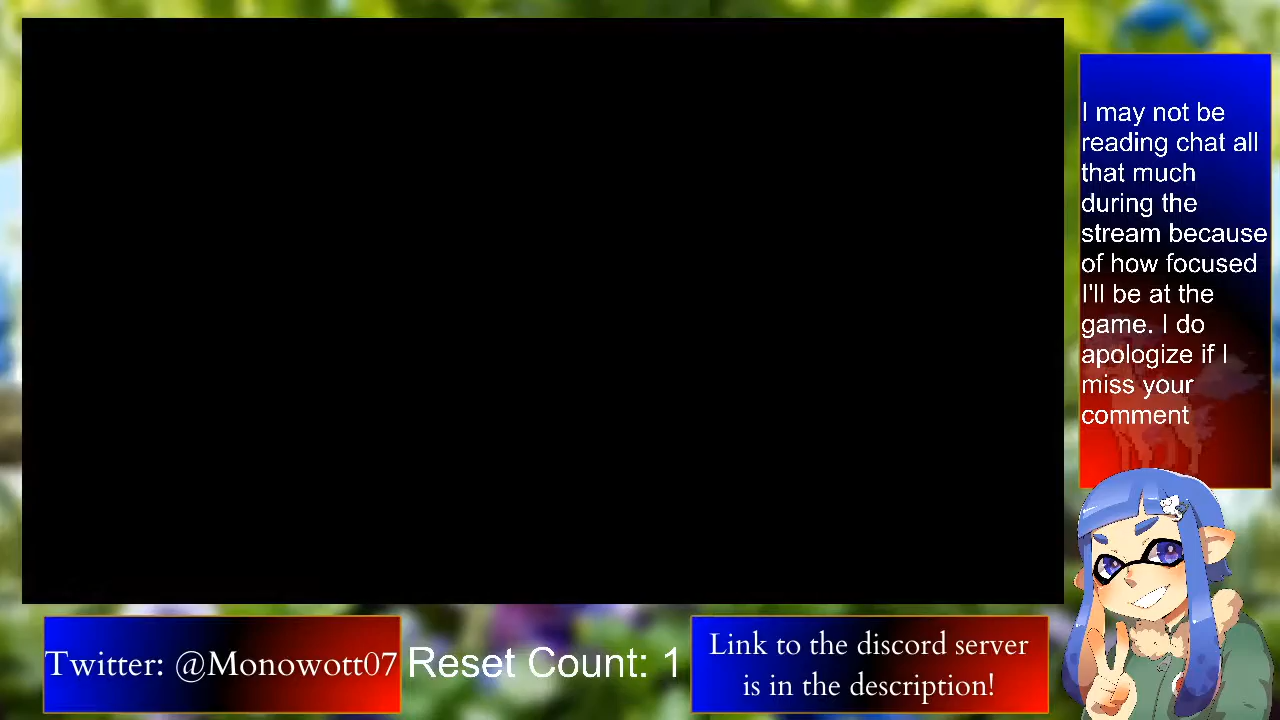 I may not be
reading chat all
that much
during the
stream because
of how focused
I'll be at the
game. I do
apologize if I
miss your
comment
Twitter: @Monowott07
Reset Count: 1
Link to the discord server
is in the description!